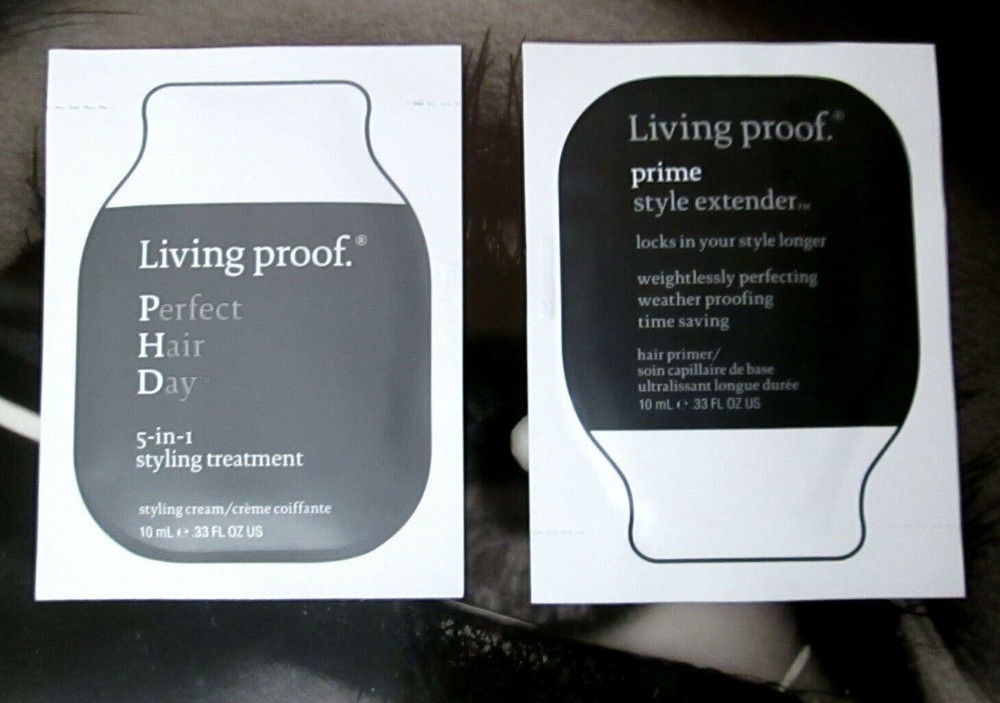 Living proof.®
Perfect
Hair
Day™
5-in-1
styling treatment
styling cream/crème coiffante
10 mL ℮ .33 FL OZ US
Living proof.®
prime
style extender™
locks in your style longer
weightlessly perfecting
weather proofing
time saving
hair primer/
soin capillaire de base
ultralissant longue durée
10 mL ℮ .33 FL OZ US